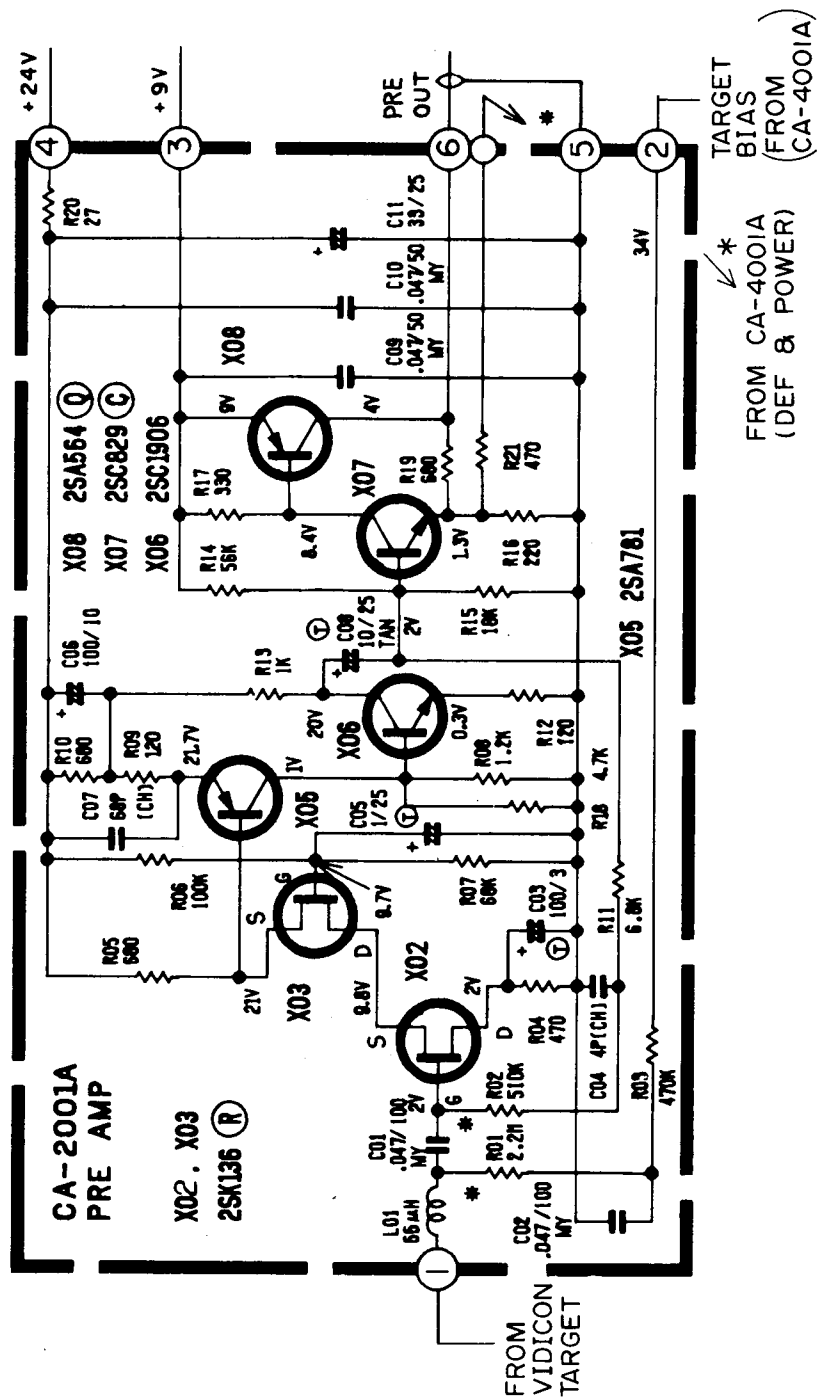 CA-2001A
PRE AMP
X02, X03
2SK136 (R)
X08 2SA564 (Q)
X07 2SC829 (C)
X06 2SC1906
X05 2SA781
+24V
4
R20
27
+9V
3
PRE
OUT
6
*
5
2
TARGET
BIAS
(FROM
CA-4001A)
34V
FROM CA-4001A
(DEF & POWER)
*
C11
33/25
+
C10
.047/50
MY
C09
.047/50
MY
X08
9V
4V
R17
330
8.4V
X07
R19
680
R21
470
1.3V
R16
220
R14
56K
R15
18K
2V
T
C08
10/25
TAN
+
C06
100/10
+
R13
1K
20V
X06
0.3V
R12
120
R10
680
R09
120
C07
68P
(CH)
21.7V
X05
1V
C05
1/25
T
+
R08
1.2K
R18
4.7K
R06
100K
R07
68K
G
9.7V
R05
680
21V
S
X03
D
9.8V
S
X02
D
2V
G
2V
R04
470
C03
100/3
+
T
C04 4P(CH)
R11
6.8K
R03
470K
C01
.047/100
MY
R02
510K
*
R01
2.2M
*
L01
66μH
C02
.047/100
MY
1
FROM
VIDICON
TARGET